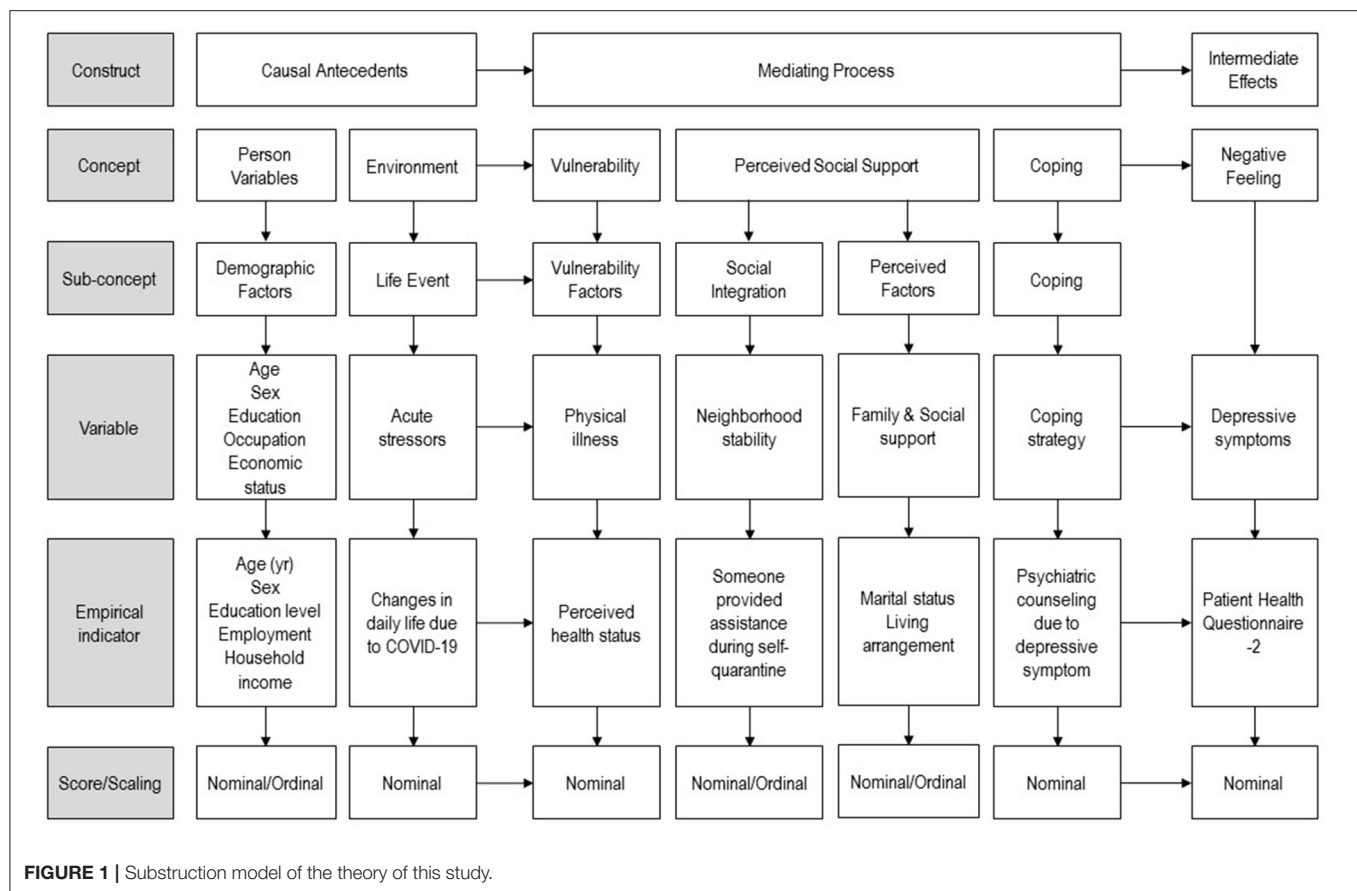 Construct
Causal Antecedents
Mediating Process
Intermediate
Effects
Concept
Person
Variables
Environment
Vulnerability
Perceived Social Support
Coping
Negative
Feeling
Sub-concept
Demographic
Factors
Life Event
Vulnerability
Factors
Social
Integration
Perceived
Factors
Coping
Variable
Age
Sex
Education
Occupation
Economic
status
Acute
stressors
Physical
illness
Neighborhood
stability
Family & Social
support
Coping
strategy
Depressive
symptoms
Empirical
indicator
Age (yr)
Sex
Education level
Employment
Household
income
Changes in
daily life due
to COVID-19
Perceived
health status
Someone
provided
assistance
during self-
quarantine
Marital status
Living
arrangement
Psychiatric
counseling
due to
depressive
symptom
Patient Health
Questionnaire
-2
Score/Scaling
Nominal/Ordinal
Nominal
Nominal
Nominal/Ordinal
Nominal/Ordinal
Nominal
Nominal
FIGURE 1 | Substruction model of the theory of this study.